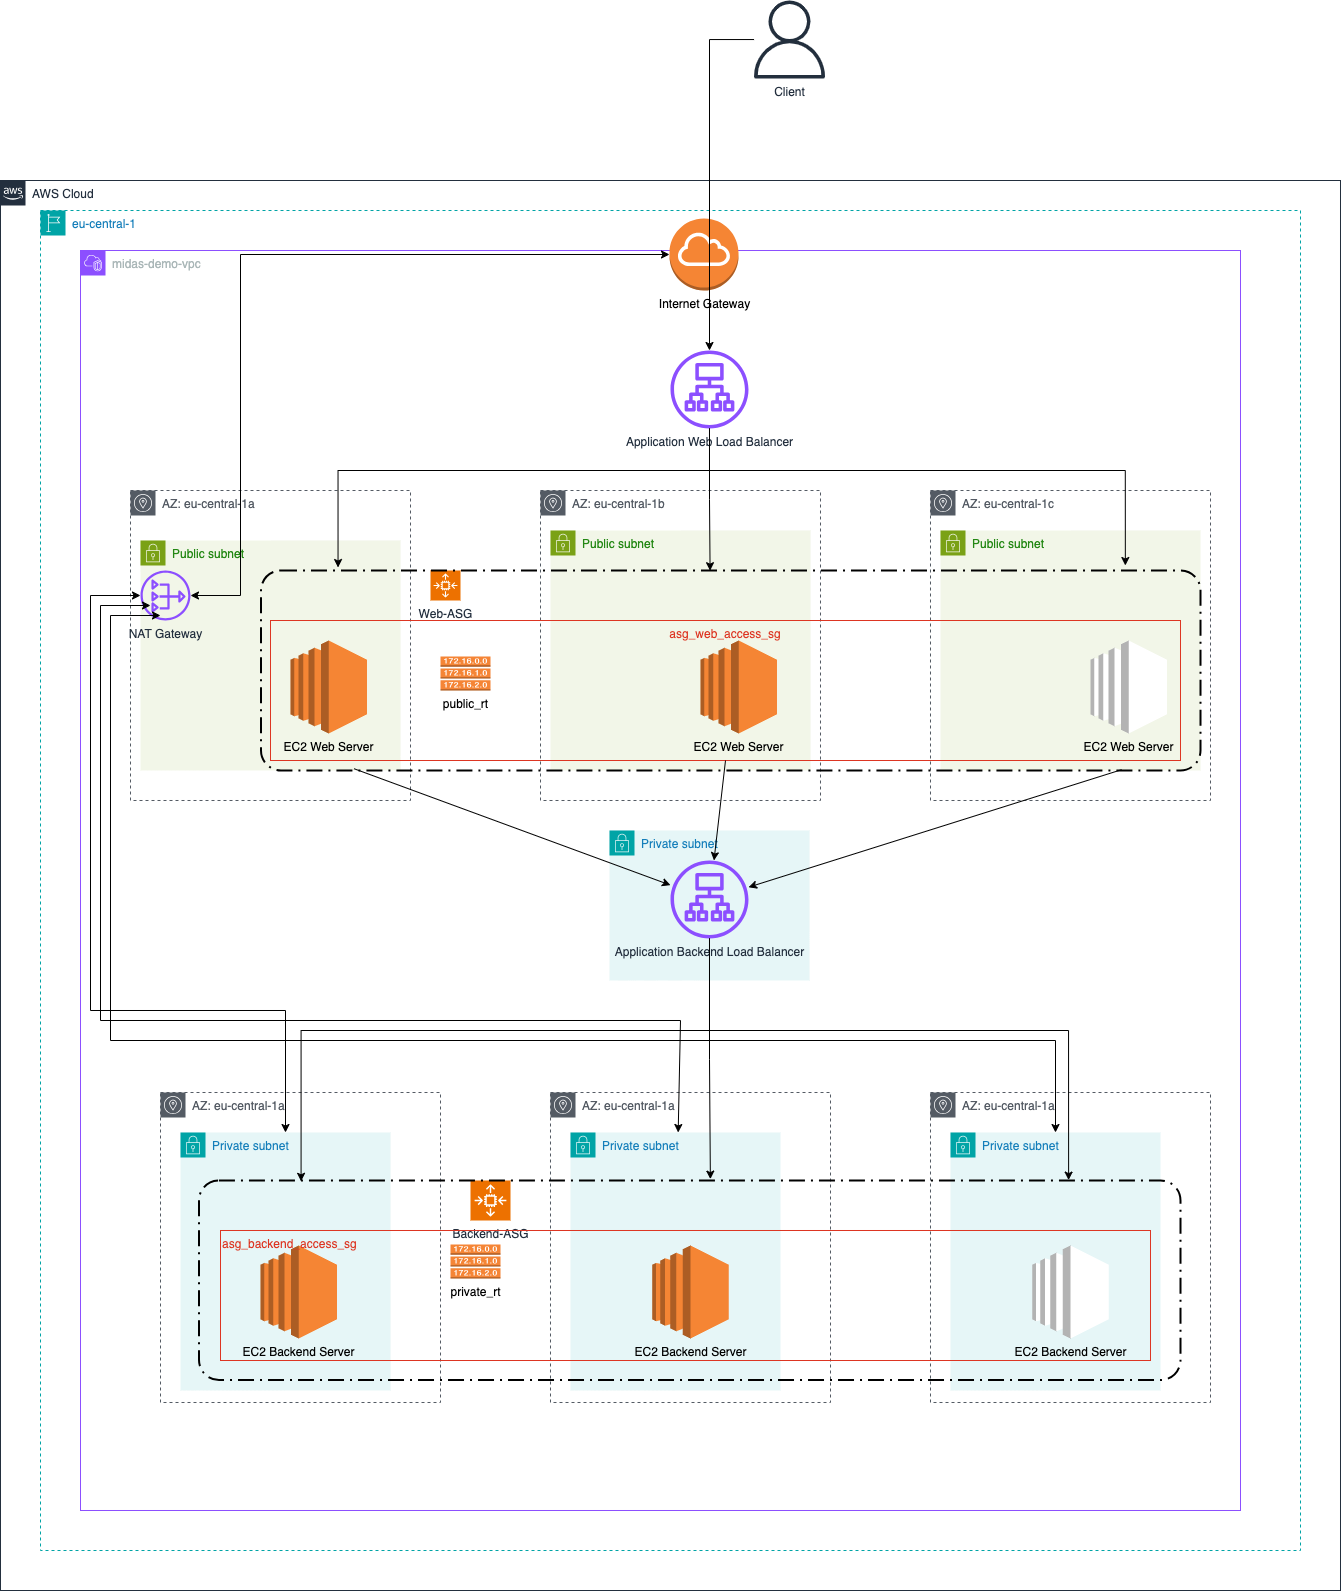 Client
aws
AWS Cloud
eu-central-1
midas-demo-vpc
Internet Gateway
Application Web Load Balancer
AZ: eu-central-1a
AZ: eu-central-1b
AZ: eu-central-1c
Public subnet
Public subnet
Public subnet
NAT Gateway
Web-ASG
asg_web_access_sg
172.16.0.0
172.16.1.0
172.16.2.0
public_rt
EC2 Web Server
EC2 Web Server
EC2 Web Server
Private subnet
Application Backend Load Balancer
AZ: eu-central-1a
AZ: eu-central-1a
AZ: eu-central-1a
Private subnet
Private subnet
Private subnet
Backend-ASG
asg_backend_access_sg
172.16.0.0
172.16.1.0
172.16.2.0
private_rt
EC2 Backend Server
EC2 Backend Server
EC2 Backend Server